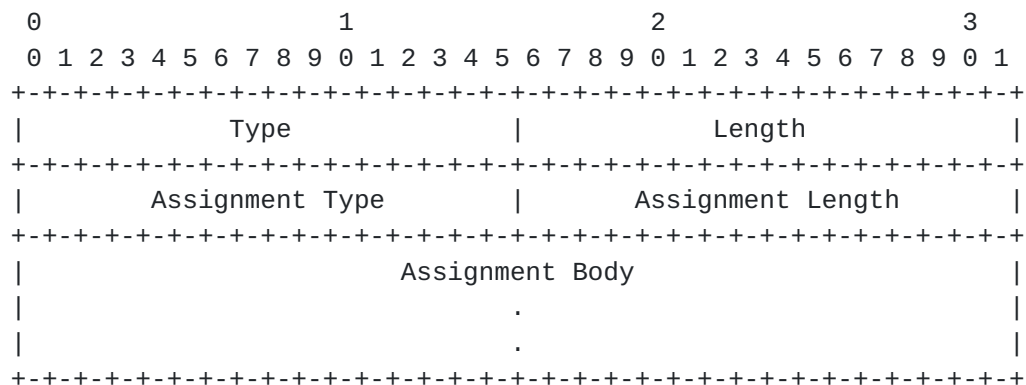 0                   1                   2                   3
 0 1 2 3 4 5 6 7 8 9 0 1 2 3 4 5 6 7 8 9 0 1 2 3 4 5 6 7 8 9 0 1
+-+-+-+-+-+-+-+-+-+-+-+-+-+-+-+-+-+-+-+-+-+-+-+-+-+-+-+-+-+-+-+-+
|             Type              |            Length             |
+-+-+-+-+-+-+-+-+-+-+-+-+-+-+-+-+-+-+-+-+-+-+-+-+-+-+-+-+-+-+-+-+
|        Assignment Type        |       Assignment Length       |
+-+-+-+-+-+-+-+-+-+-+-+-+-+-+-+-+-+-+-+-+-+-+-+-+-+-+-+-+-+-+-+-+
|                        Assignment Body                        |
|                               .                               |
|                               .                               |
+-+-+-+-+-+-+-+-+-+-+-+-+-+-+-+-+-+-+-+-+-+-+-+-+-+-+-+-+-+-+-+-+